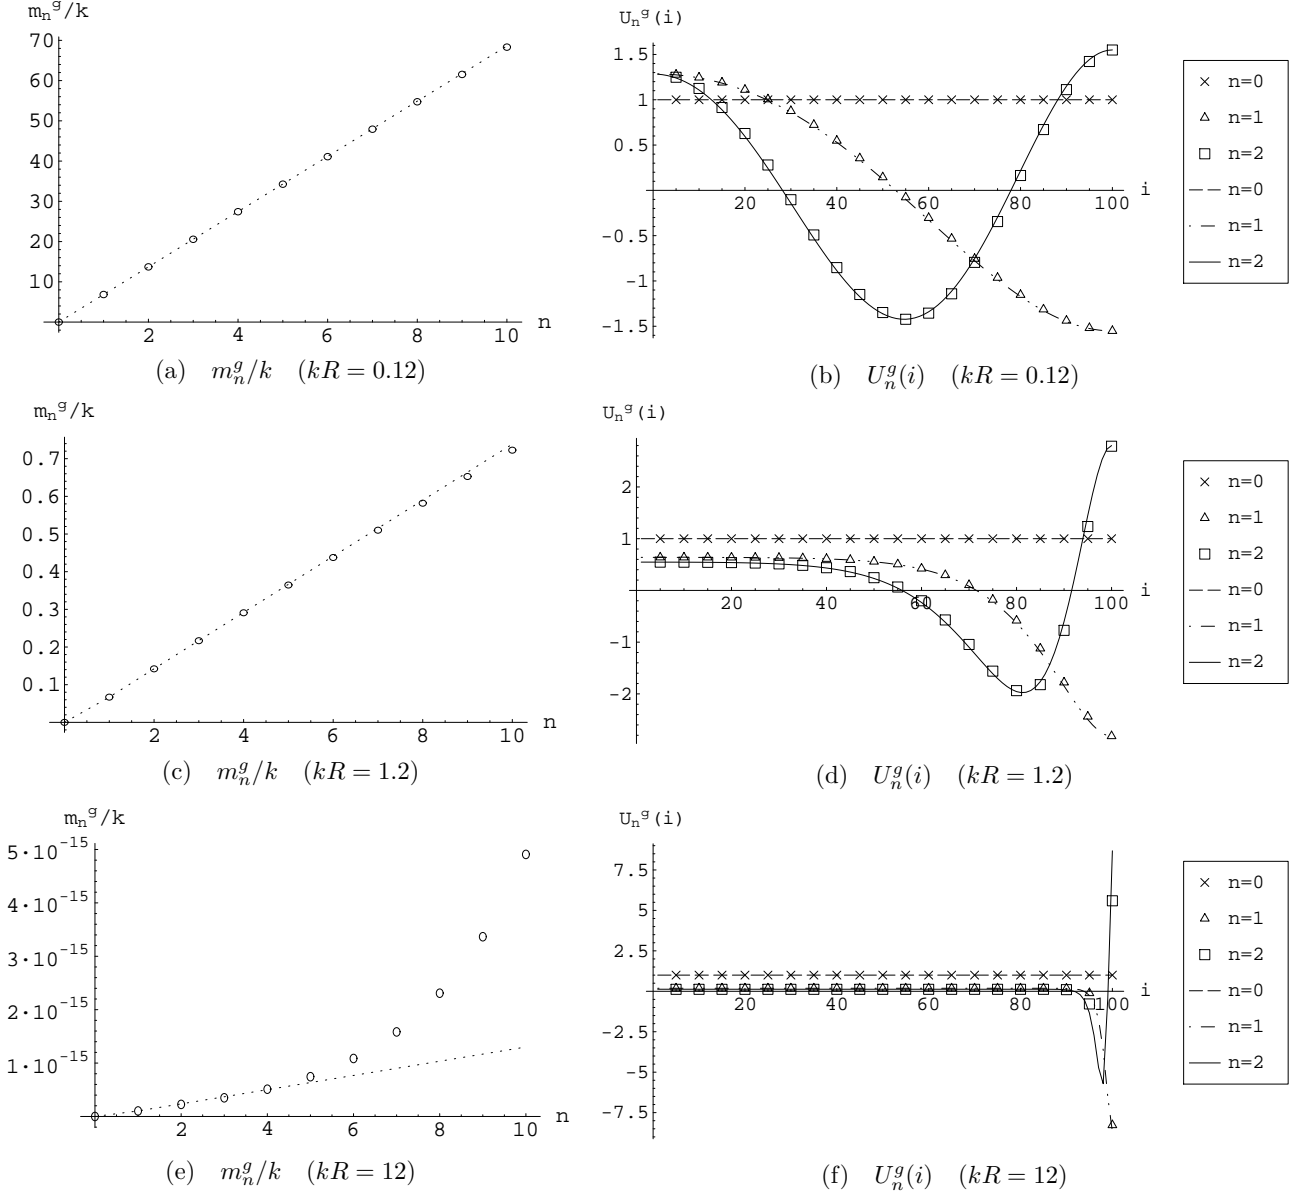 m_n^g/k
70
60
50
40
30
20
10
2 4 6 8 10 n
(a) m_n^g/k (kR = 0.12)
U_n^g(i)
1.5
1
0.5
-0.5
-1
-1.5
20 40 60 80 100 i
(b) U_n^g(i) (kR = 0.12)
n=0
n=1
n=2
n=0
n=1
n=2
m_n^g/k
0.7
0.6
0.5
0.4
0.3
0.2
0.1
2 4 6 8 10 n
(c) m_n^g/k (kR = 1.2)
U_n^g(i)
2
1
-1
-2
20 40 60 80 100 i
(d) U_n^g(i) (kR = 1.2)
n=0
n=1
n=2
n=0
n=1
n=2
m_n^g/k
5·10^-15
4·10^-15
3·10^-15
2·10^-15
1·10^-15
2 4 6 8 10 n
(e) m_n^g/k (kR = 12)
U_n^g(i)
7.5
5
2.5
-2.5
-5
-7.5
20 40 60 80 100 i
(f) U_n^g(i) (kR = 12)
n=0
n=1
n=2
n=0
n=1
n=2